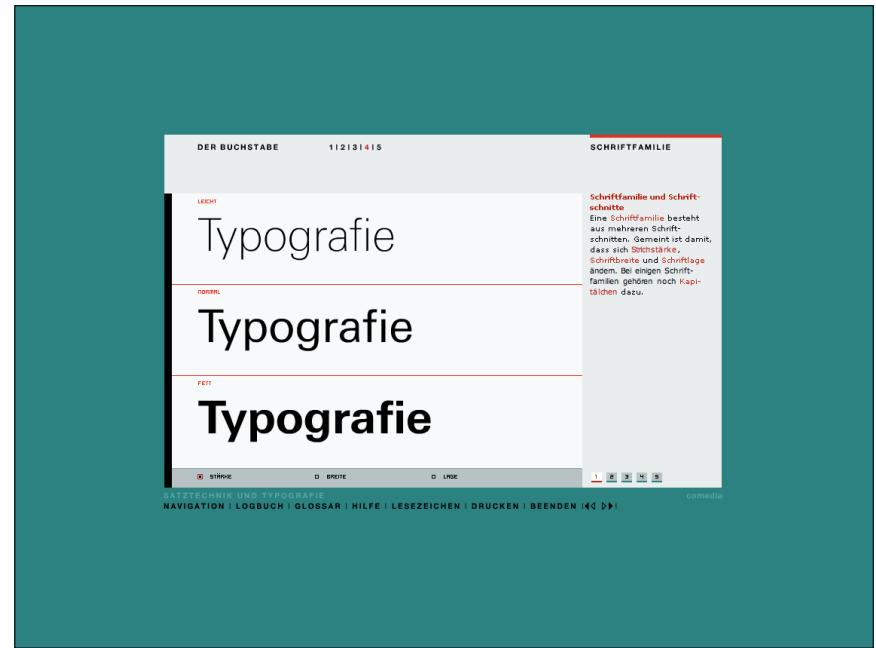 DER BUCHSTABE 1|2|3|4|5 SCHRIFTFAMILIE
LEICHT
Typografie
NORMAL
Typografie
FETT
Typografie
STÄRKE BREITE LAGE
Schriftfamilie und Schrift-
schnitte
Eine Schriftfamilie besteht
aus mehreren Schrift-
schnitten. Gemeint ist damit,
dass sich Strichstärke,
Schriftbreite und Schriftlage
ändern. Bei einigen Schrift-
familien gehören noch Kapi-
tälchen dazu.
1 2 3 4 5
SATZTECHNIK UND TYPOGRAFIE comedia
NAVIGATION | LOGBUCH | GLOSSAR | HILFE | LESEZEICHEN | DRUCKEN | BEENDEN